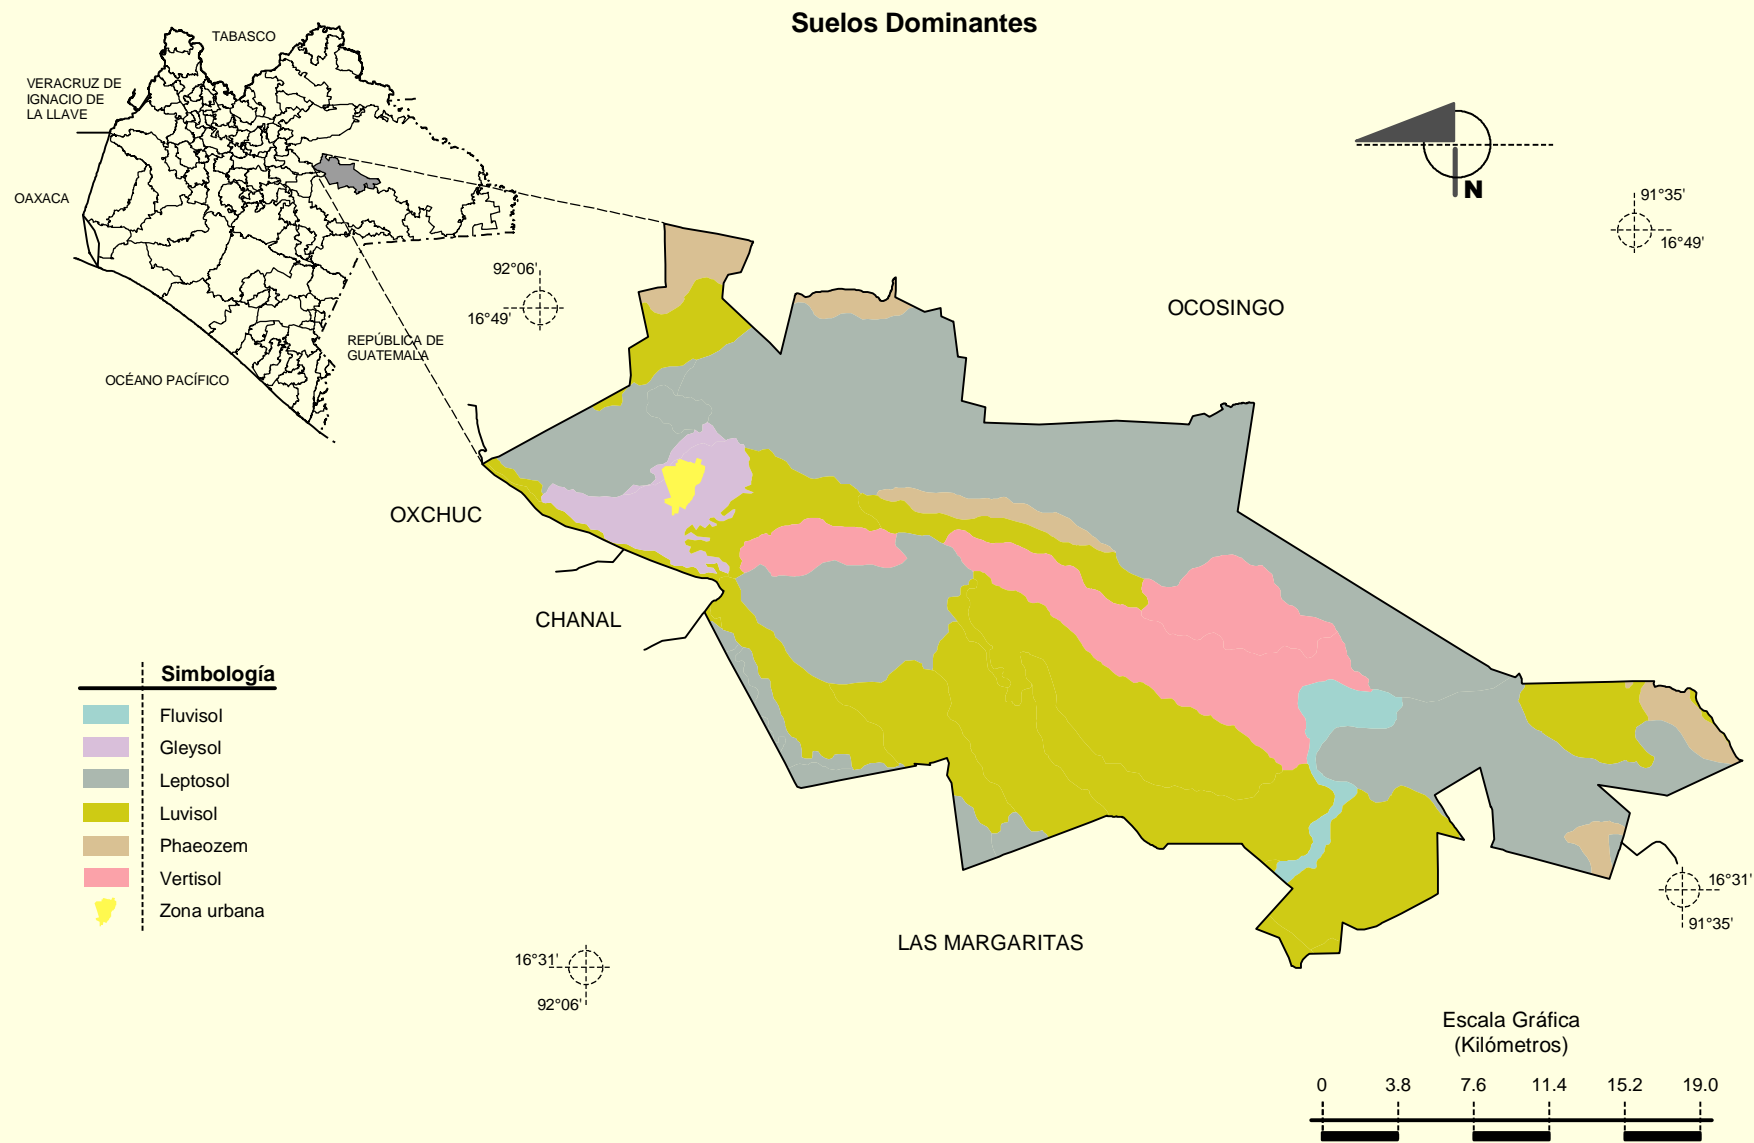 Suelos Dominantes
TABASCO
VERACRUZ DE
IGNACIO DE
LA LLAVE
OAXACA
REPÚBLICA DE
GUATEMALA
OCÉANO PACÍFICO
N
91°35'
16°49'
92°06'
16°49'
OCOSINGO
OXCHUC
CHANAL
LAS MARGARITAS
Simbología
Fluvisol
Gleysol
Leptosol
Luvisol
Phaeozem
Vertisol
Zona urbana
16°31'
91°35'
16°31'
92°06'
Escala Gráfica
(Kilómetros)
0 3.8 7.6 11.4 15.2 19.0